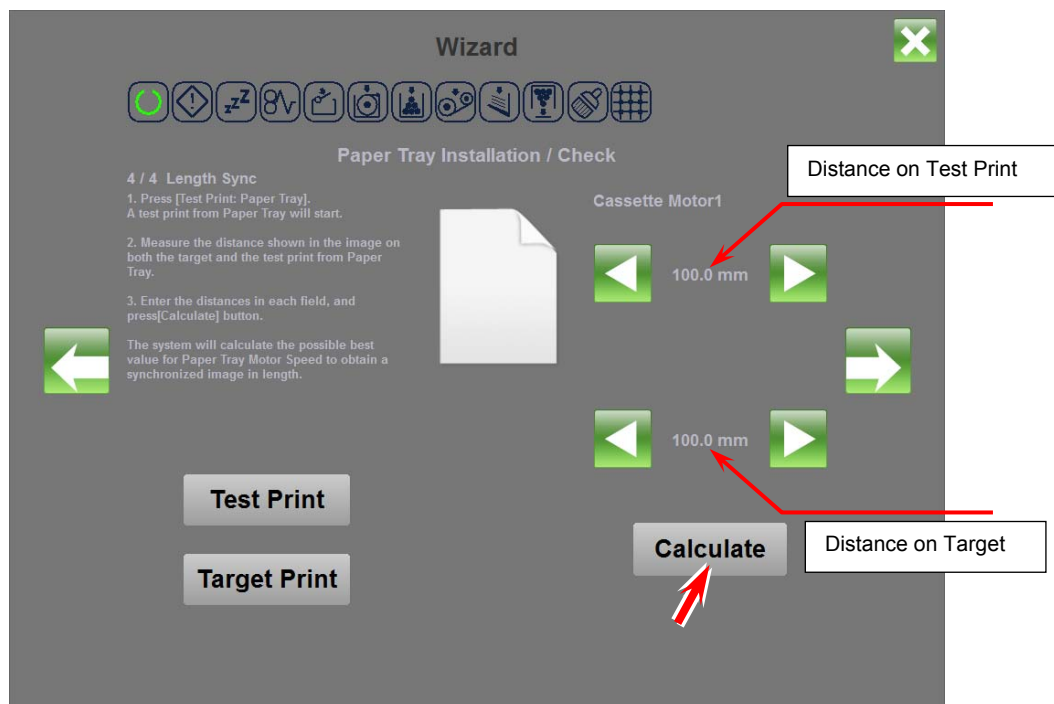 Wizard
zzZ
Paper Tray Installation / Check
Distance on Test Print
4 / 4 Length Sync
1. Press [Test Print: Paper Tray].
A test print from Paper Tray will start.
2. Measure the distance shown in the image on
both the target and the test print from Paper
Tray.
3. Enter the distances in each field, and
press[Calculate] button.
The system will calculate the possible best
value for Paper Tray Motor Speed to obtain a
synchronized image in length.
Cassette Motor1
100.0 mm
100.0 mm
Test Print
Target Print
Calculate
Distance on Target